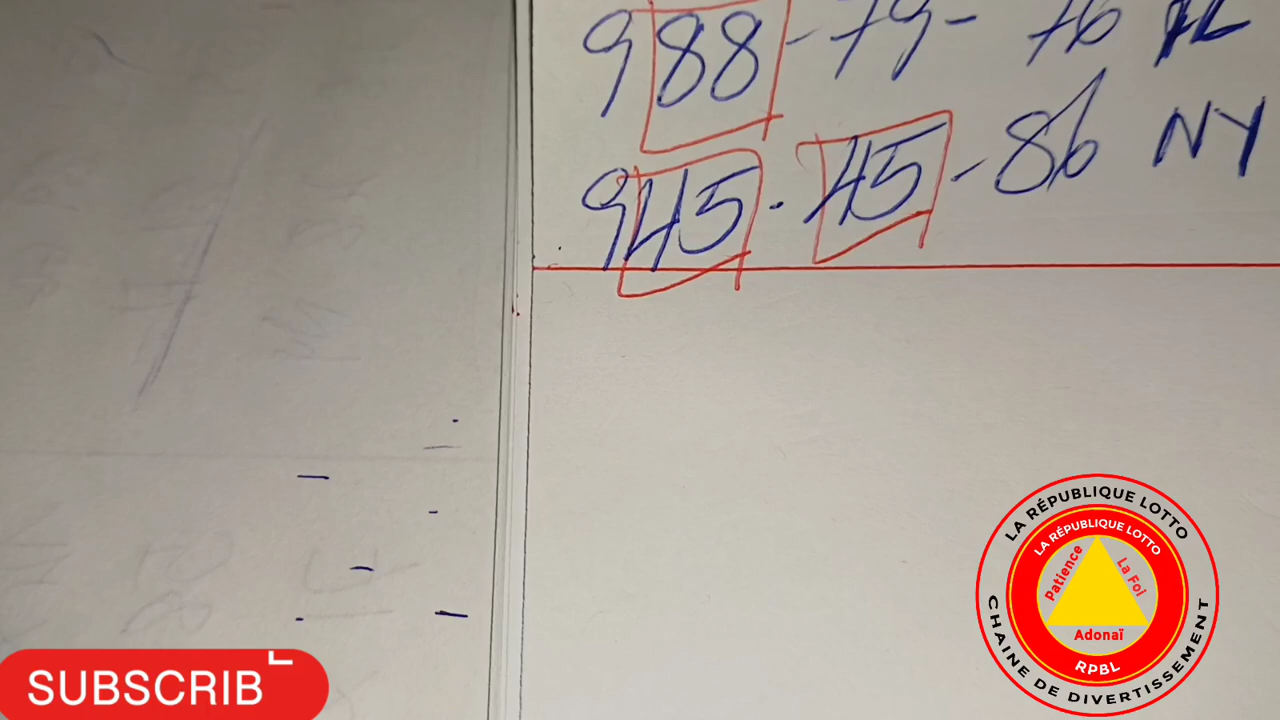 988 - 79 - 76 FL
945 - 45 - 86 NY
LA RÉPUBLIQUE LOTTO
LA RÉPUBLIQUE LOTTO
Patience
La Foi
Adonaï
RPBL
CHAINE DE DIVERTISSEMENT
SUBSCRIB